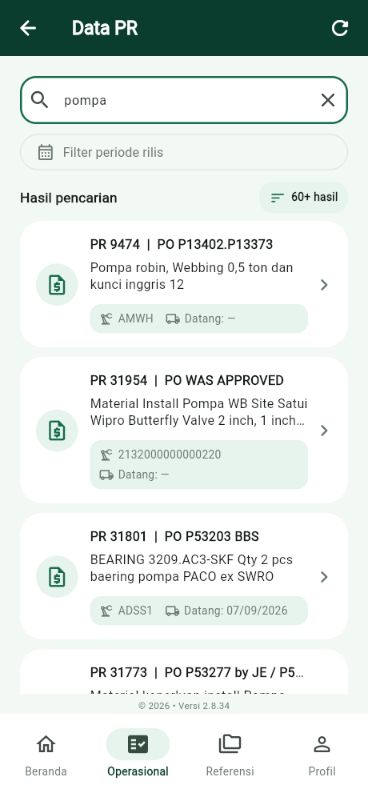 Data PR
pompa
Filter periode rilis
Hasil pencarian
60+ hasil
PR 9474 | PO P13402.P13373
Pompa robin, Webbing 0,5 ton dan
kunci inggris 12
AMWH Datang: —
PR 31954 | PO WAS APPROVED
Material Install Pompa WB Site Satui
Wipro Butterfly Valve 2 inch, 1 inch...
2132000000000220
Datang: —
PR 31801 | PO P53203 BBS
BEARING 3209.AC3-SKF Qty 2 pcs
baering pompa PACO ex SWRO
ADSS1 Datang: 07/09/2026
PR 31773 | PO P53277 by JE / P5...
© 2026 • Versi 2.8.34
Beranda
Operasional
Referensi
Profil